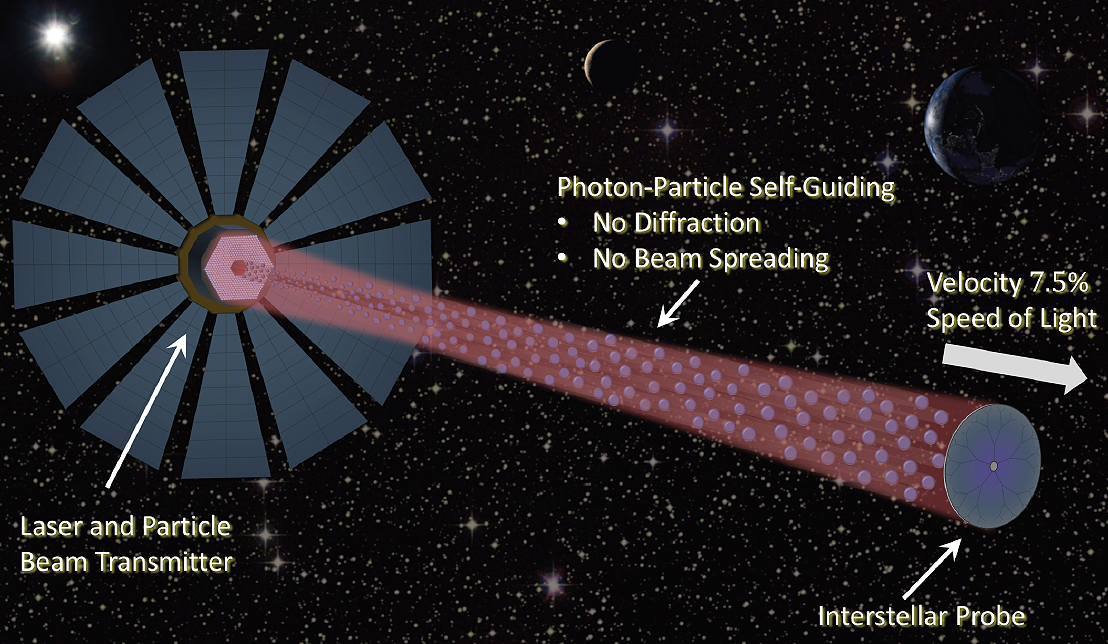 Photon-Particle Self-Guiding
• No Diffraction
• No Beam Spreading
Velocity 7.5%
Speed of Light
Laser and Particle
Beam Transmitter
Interstellar Probe